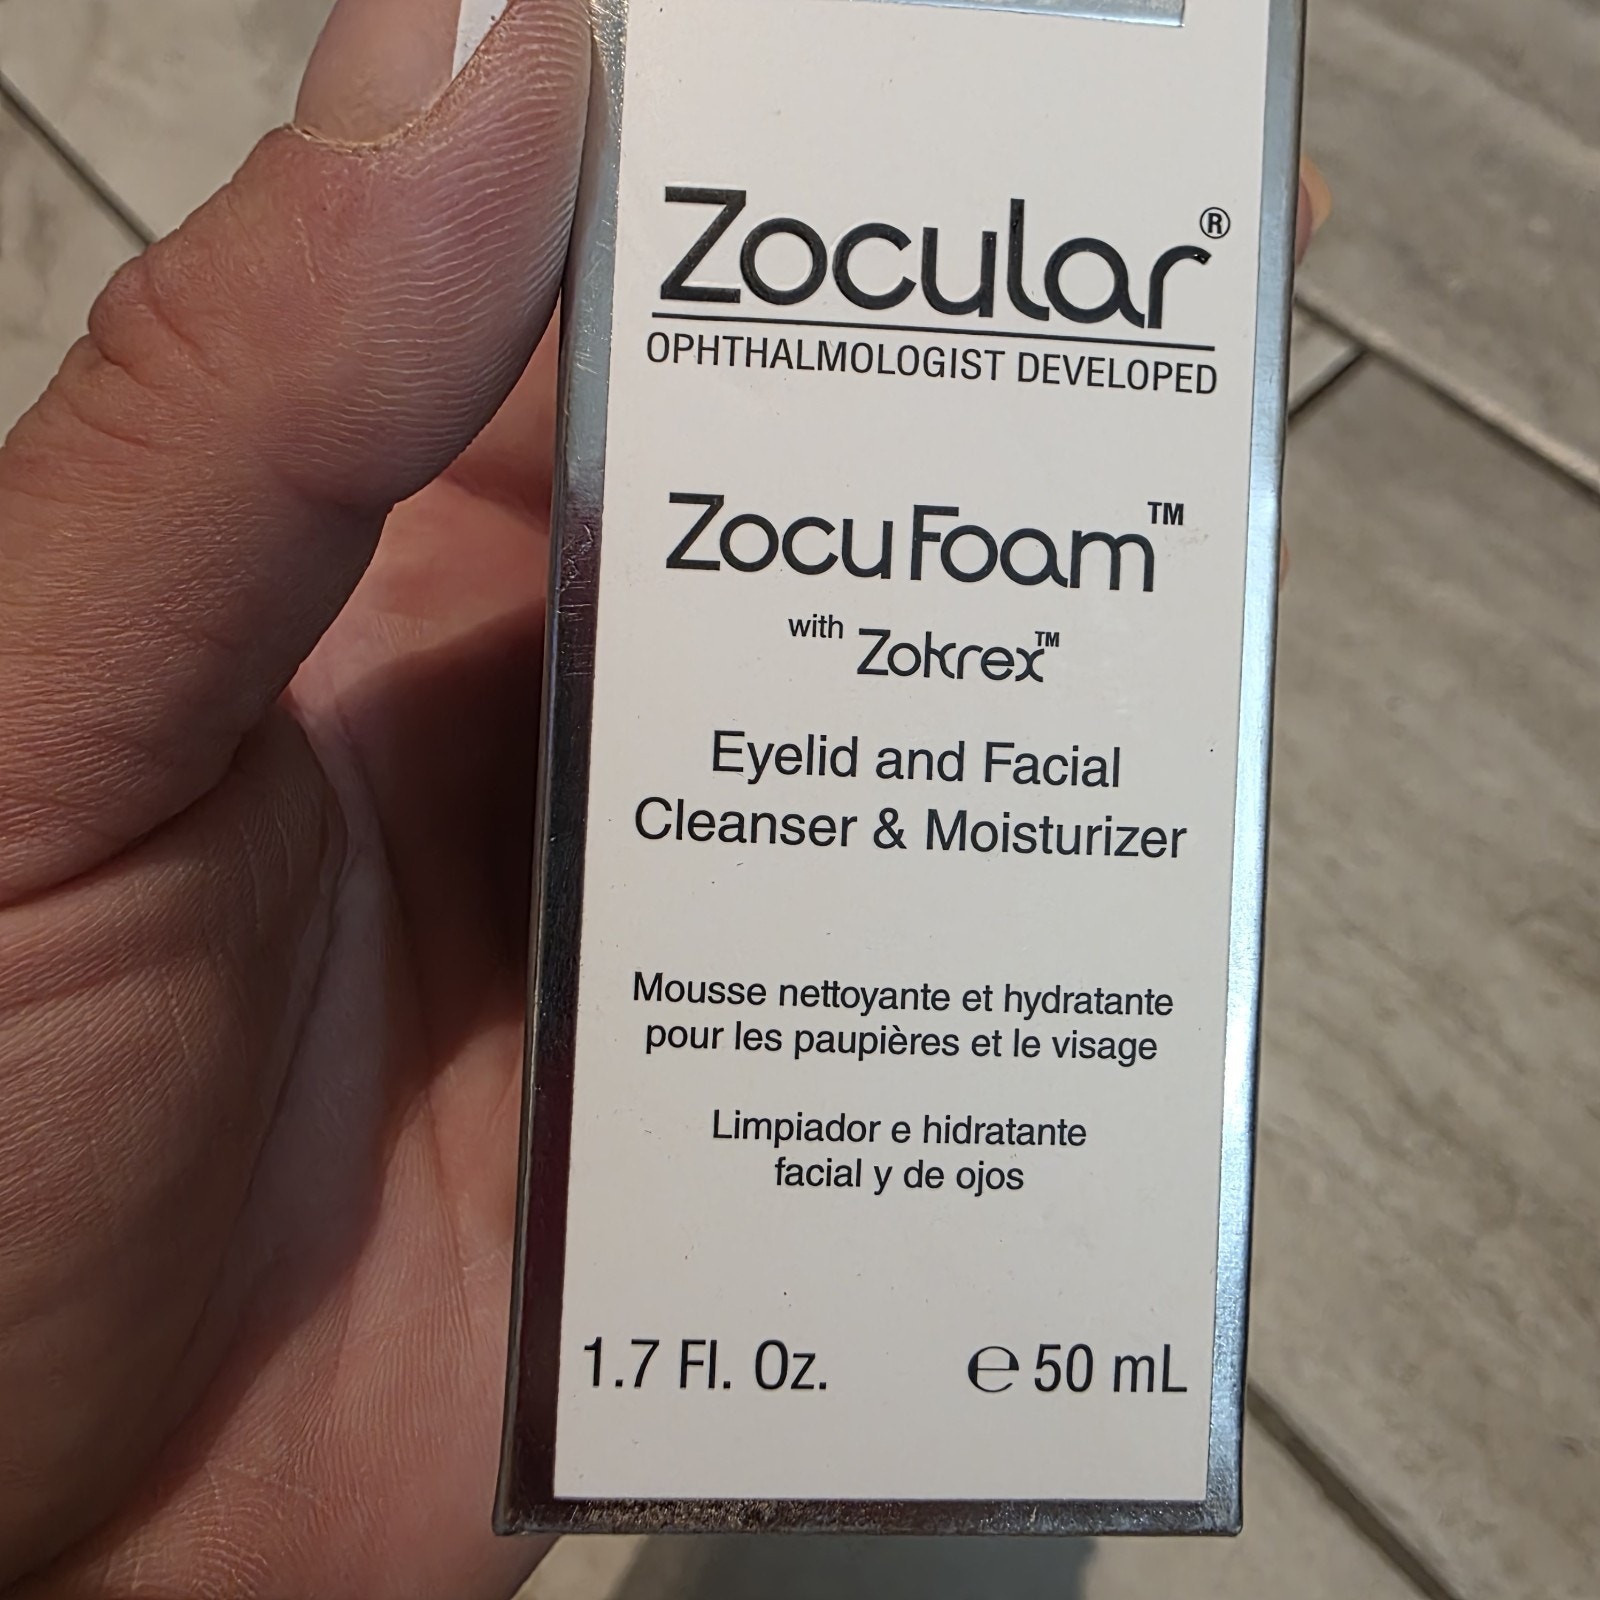 Zocular®
OPHTHALMOLOGIST DEVELOPED
ZocuFoam™
with Zokrex™
Eyelid and Facial
Cleanser & Moisturizer
Mousse nettoyante et hydratante
pour les paupières et le visage
Limpiador e hidratante
facial y de ojos
1.7 Fl. Oz. ℮ 50 mL